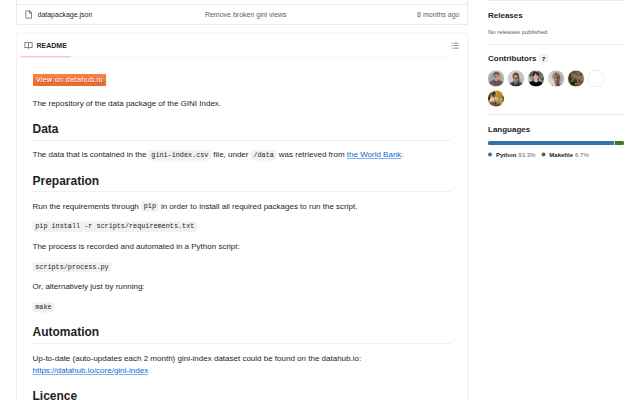 datapackage.json Remove broken gini views 8 months ago
README
view on datahub.io
The repository of the data package of the GINI Index.
Data
The data that is contained in the gini-index.csv file, under /data was retrieved from the World Bank.
Preparation
Run the requirements through pip in order to install all required packages to run the script.
pip install -r scripts/requirements.txt
The process is recorded and automated in a Python script:
scripts/process.py
Or, alternatively just by running:
make
Automation
Up-to-date (auto-updates each 2 month) gini-index dataset could be found on the datahub.io:
https://datahub.io/core/gini-index
Licence
Releases
No releases published
Contributors 7
Languages
Python 93.3% Makefile 6.7%